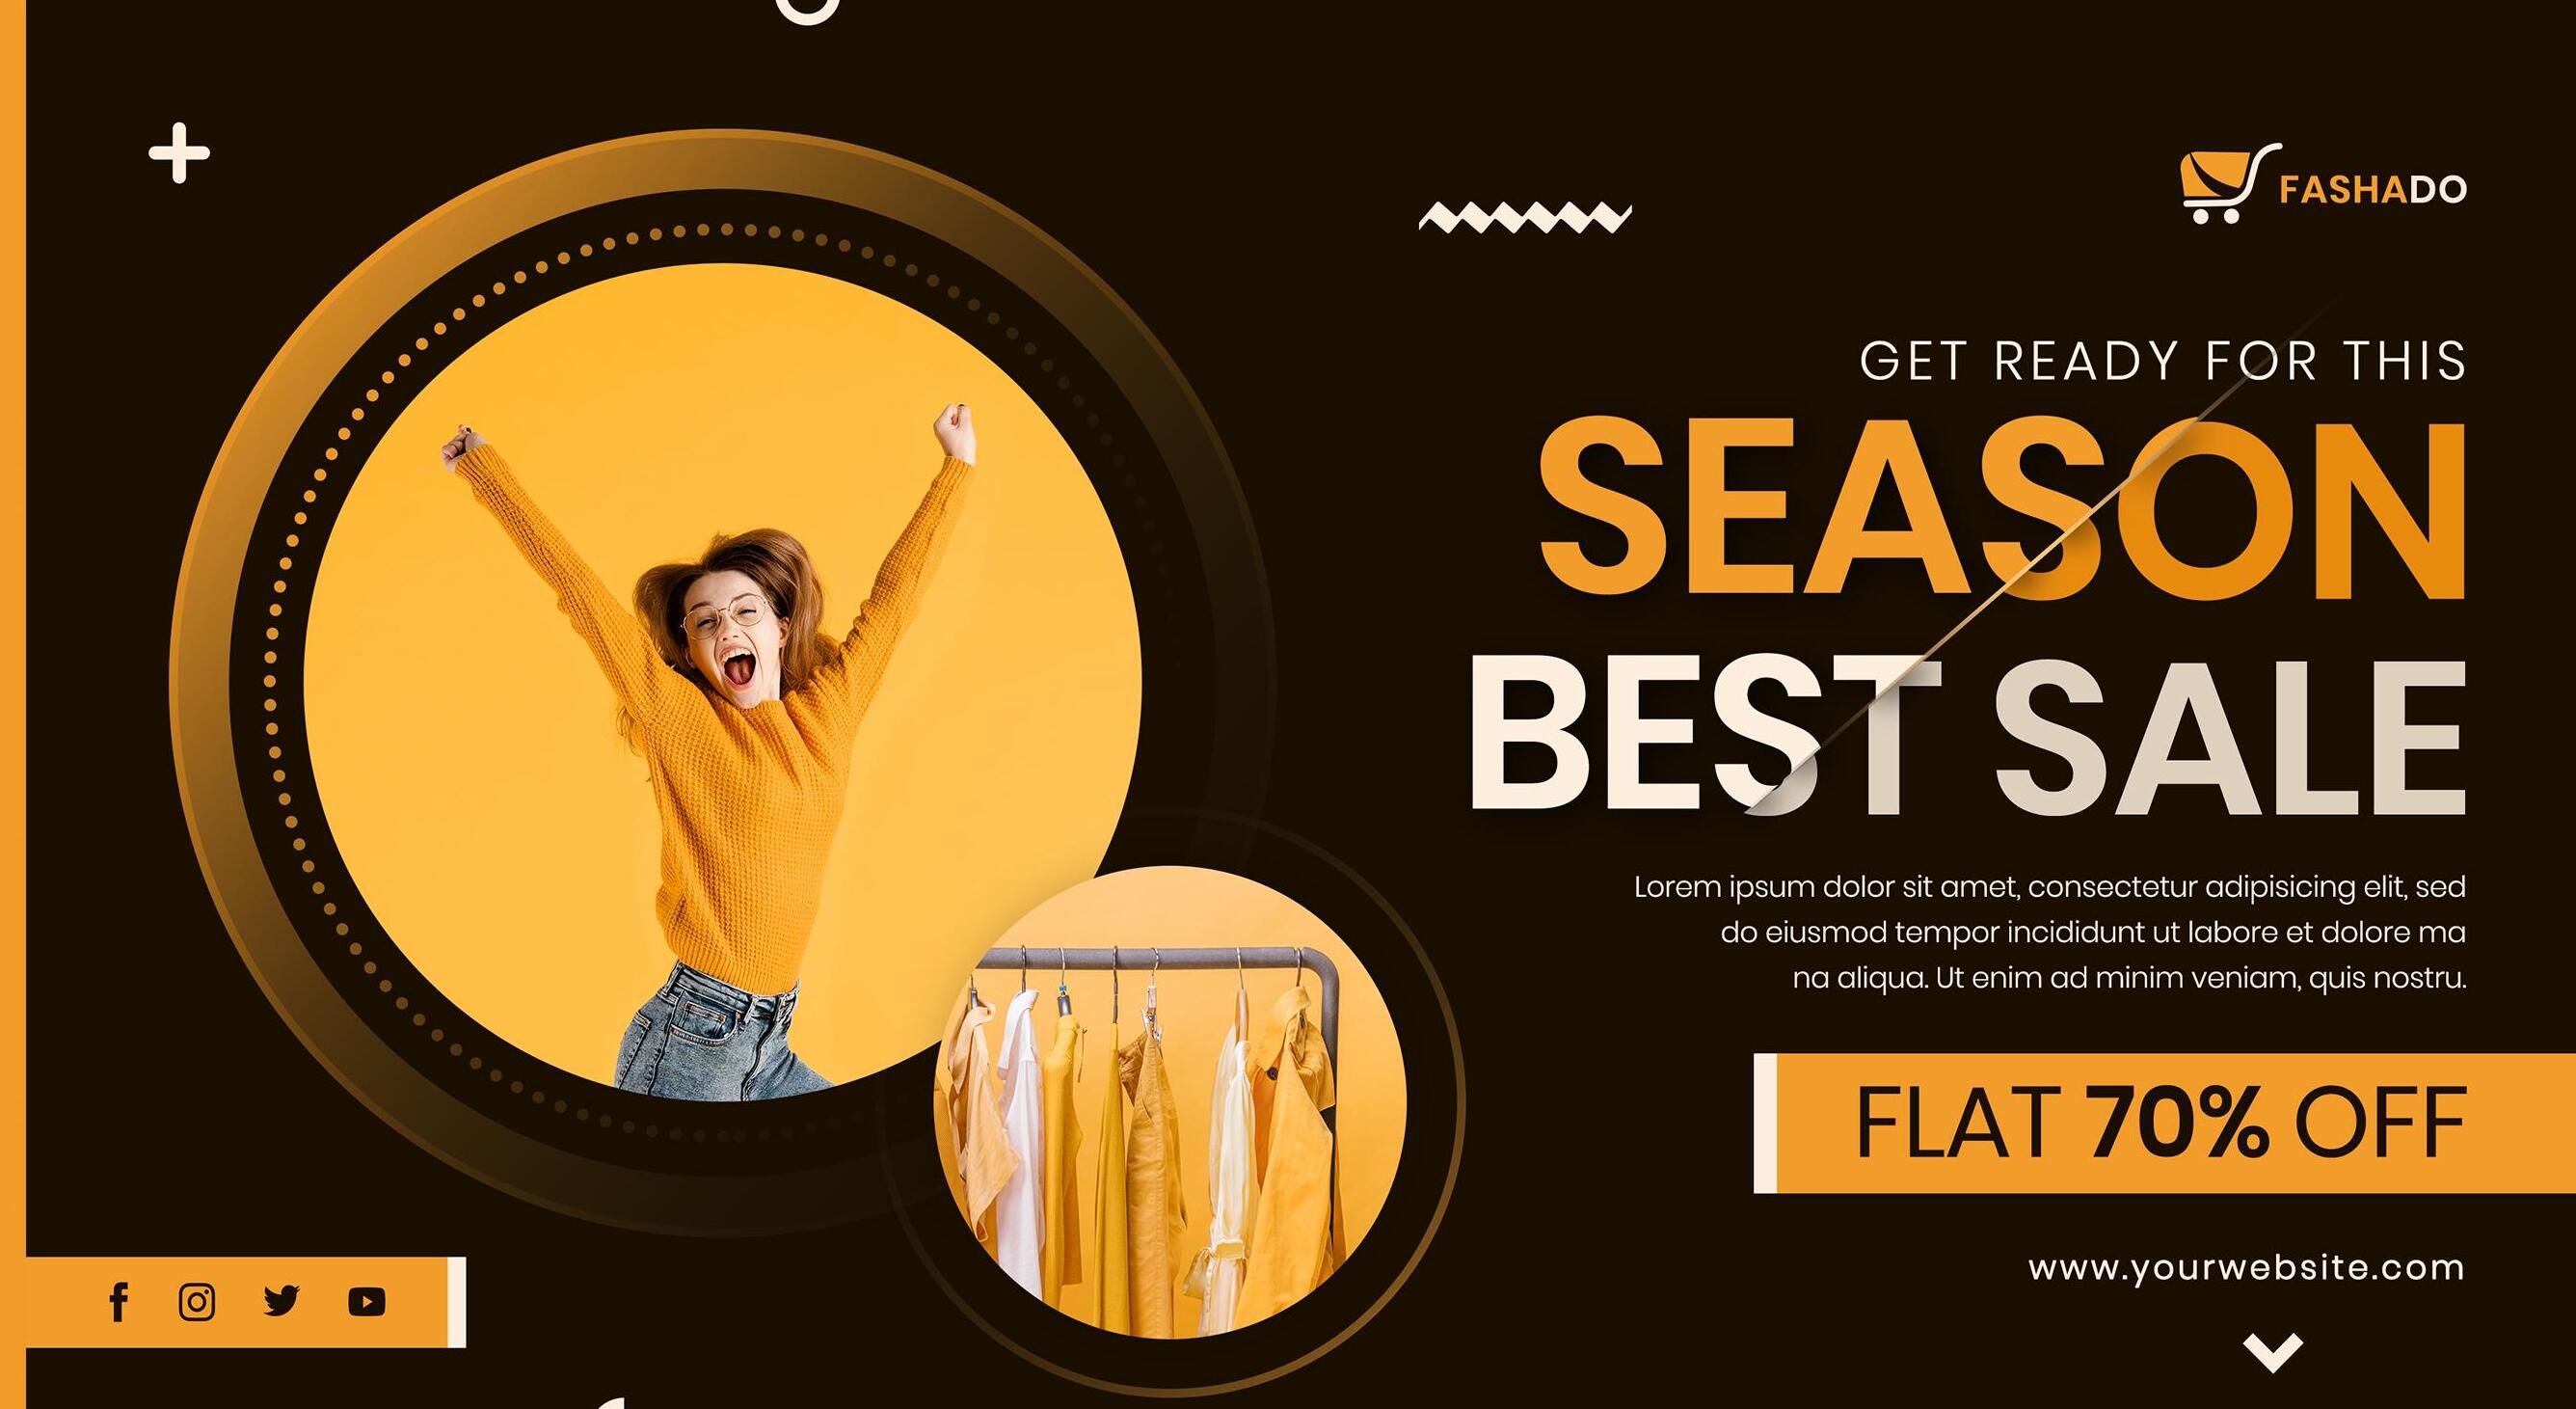 FASHADO
GET READY FOR THIS
SEASON
BEST SALE
Lorem ipsum dolor sit amet, consectetur adipisicing elit, sed
do eiusmod tempor incididunt ut labore et dolore ma
na aliqua. Ut enim ad minim veniam, quis nostru.
FLAT 70% OFF
www.yourwebsite.com